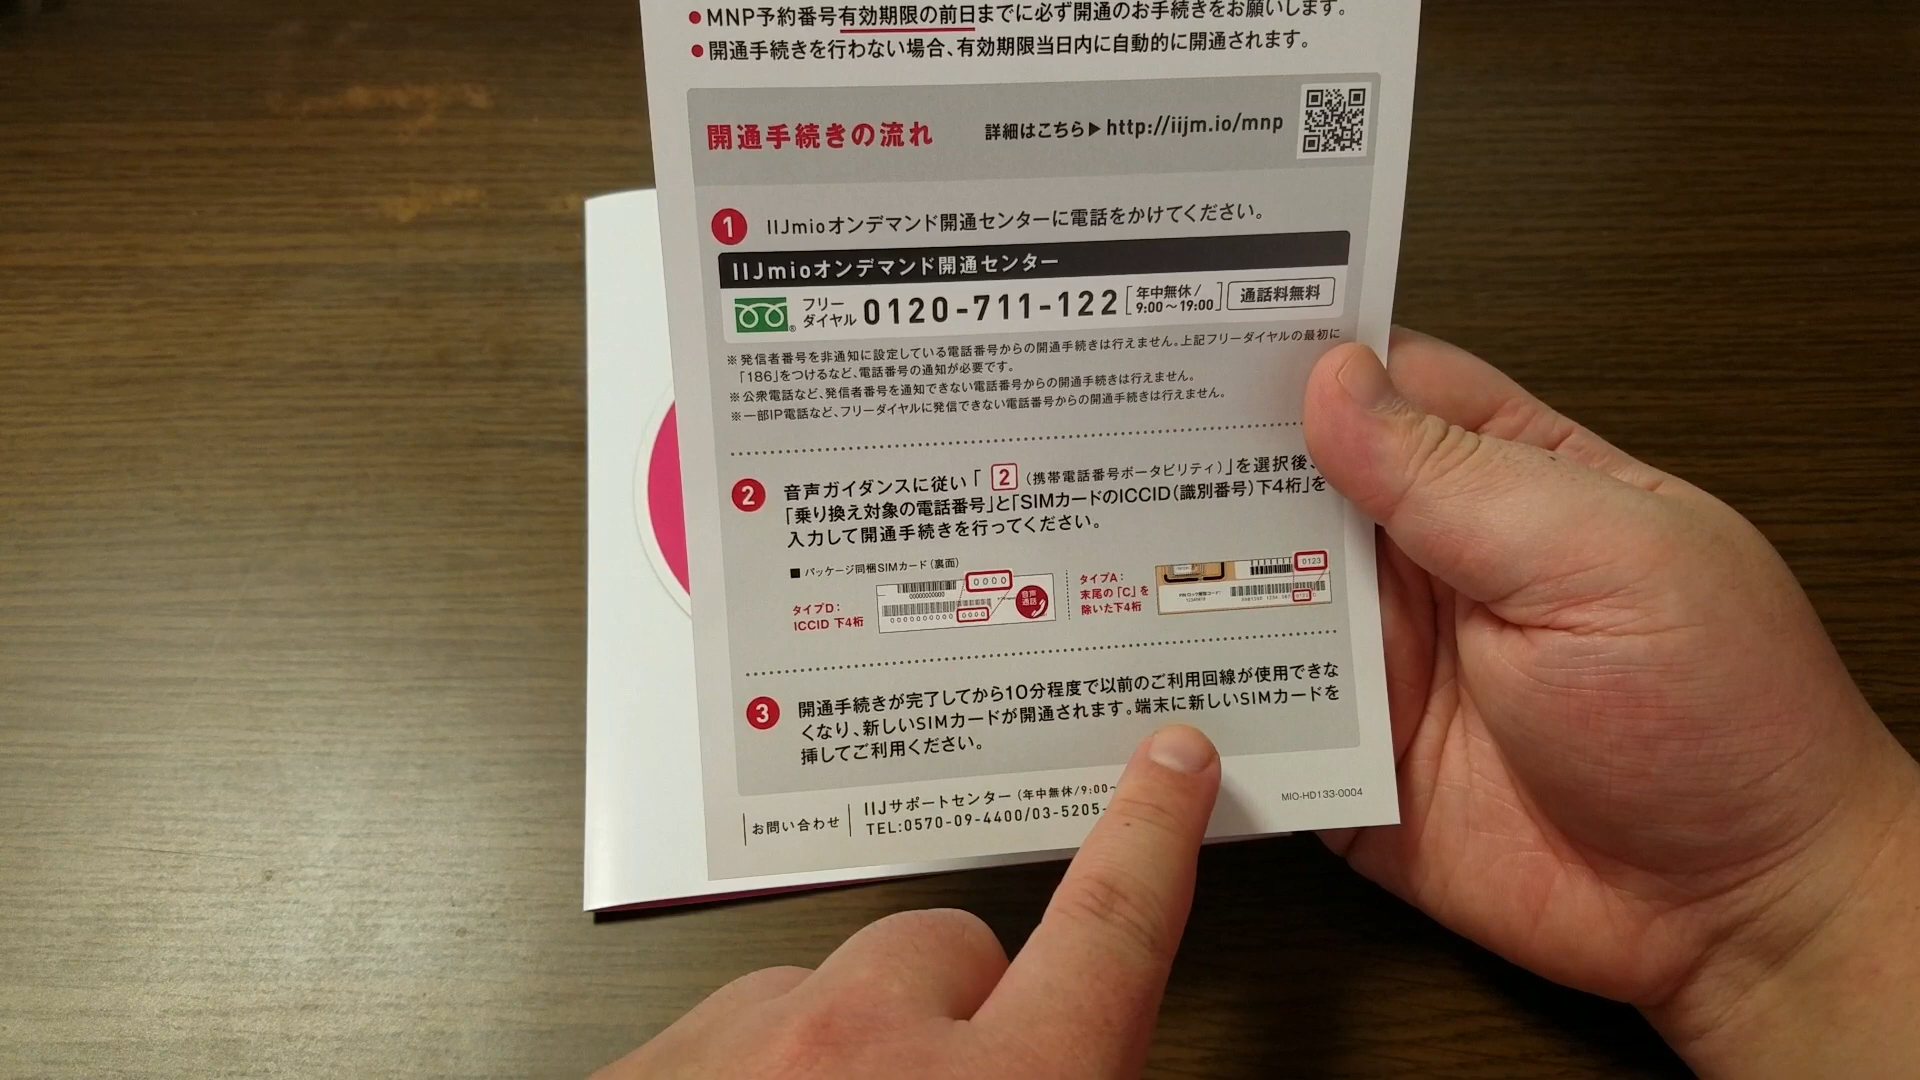 ●MNP予約番号有効期限の前日までに必ず開通のお手続きをお願いします。
●開通手続きを行わない場合、有効期限当日内に自動的に開通されます。
開通手続きの流れ 詳細はこちら▶http://iijm.io/mnp
1 IIJmioオンデマンド開通センターに電話をかけてください。
IIJmioオンデマンド開通センター
フリーダイヤル 0120-711-122 [年中無休/9:00〜19:00] 通話料無料
※発信者番号を非通知に設定している電話番号からの開通手続きは行えません。上記フリーダイヤルの最初に
「186」をつけるなど、電話番号の通知が必要です。
※公衆電話など、発信者番号を通知できない電話番号からの開通手続きは行えません。
※一部IP電話など、フリーダイヤルに発信できない電話番号からの開通手続きは行えません。
2 音声ガイダンスに従い「2（携帯電話番号ポータビリティ）」を選択後、
「乗り換え対象の電話番号」と「SIMカードのICCID(識別番号)下4桁」を
入力して開通手続きを行ってください。
■パッケージ同梱SIMカード（裏面）
タイプD：
ICCID 下4桁
0000
00000000000
00000000000 0000
音声
通話
タイプA：
末尾の「C」を
除いた下4桁
0123
PINロック解除コード
3 開通手続きが完了してから10分程度で以前のご利用回線が使用できな
くなり、新しいSIMカードが開通されます。端末に新しいSIMカードを
挿してご利用ください。
お問い合わせ
IIJサポートセンター（年中無休/9:00〜
TEL:0570-09-4400/03-5205-
MIO-HD133-0004